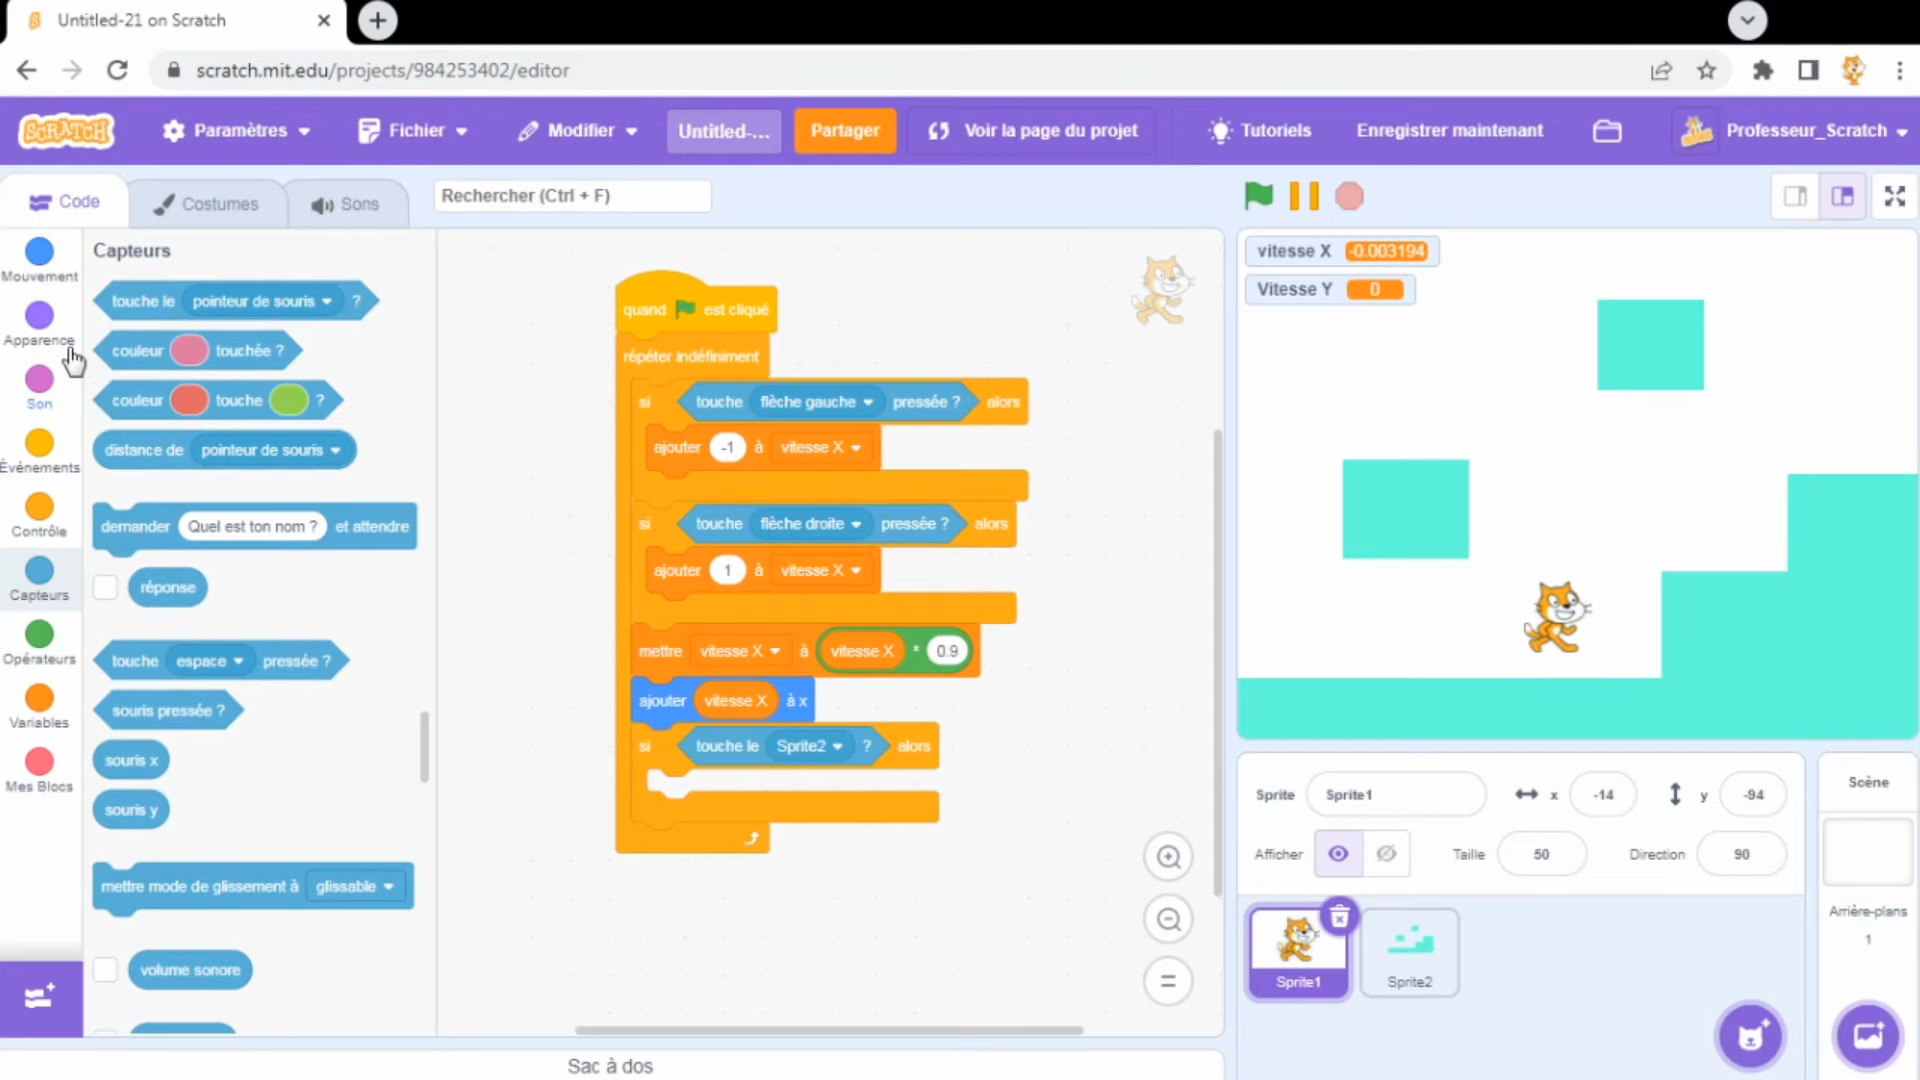 Untitled-21 on Scratch
scratch.mit.edu/projects/984253402/editor
SCRATCH
Paramètres
Fichier
Modifier
Untitled-...
Partager
Voir la page du projet
Tutoriels
Enregistrer maintenant
Professeur_Scratch
Code
Costumes
Sons
Rechercher (Ctrl + F)
Mouvement
Apparence
Son
Événements
Contrôle
Capteurs
Opérateurs
Variables
Mes Blocs
Capteurs
touche le pointeur de souris ?
couleur touchée ?
couleur touche ?
distance de pointeur de souris
demander Quel est ton nom ? et attendre
réponse
touche espace pressée ?
souris pressée ?
souris x
souris y
mettre mode de glissement à glissable
volume sonore
quand est cliqué
répéter indéfiniment
si touche flèche gauche pressée ? alors
ajouter -1 à vitesse X
si touche flèche droite pressée ? alors
ajouter 1 à vitesse X
mettre vitesse X à vitesse X * 0.9
ajouter vitesse X à x
si touche le Sprite2 ? alors
Sac à dos
vitesse X -0.003194
Vitesse Y 0
Sprite Sprite1 x -14 y -94
Afficher Taille 50 Direction 90
Sprite1
Sprite2
Scène
Arrière-plans
1